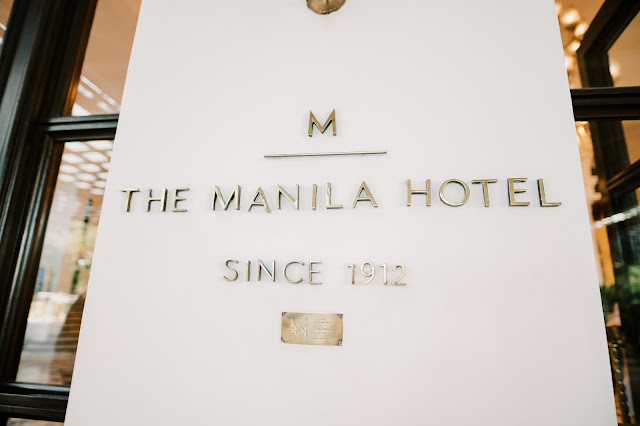 M
THE MANILA HOTEL
SINCE 1912